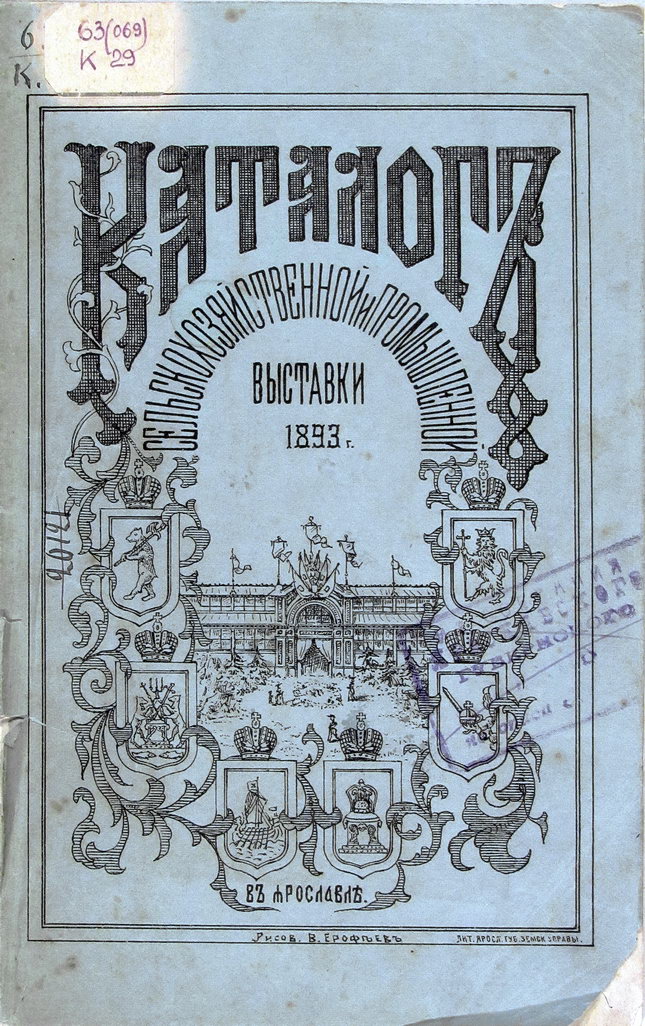 63(069)
К 29
К.
Каталогъ
СЕЛЬСКОХОЗЯЙСТВЕННОЙ и ПРОМЫШЛЕННОЙ
ВЫСТАВКИ
1893 г.
въ Ярославлѣ.
Рисов. В. Ерофѣевъ
ЛИТ. ЯРОСЛ. ГУБ. ЗЕМСК. УПРАВЫ.